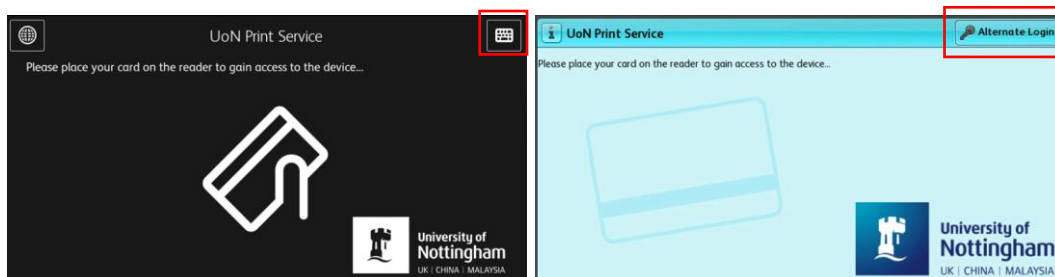 UoN Print Service
Please place your card on the reader to gain access to the device...
University of
Nottingham
UK | CHINA | MALAYSIA
UoN Print Service
Alternate Login
Please place your card on the reader to gain access to the device...
University of
Nottingham
UK | CHINA | MALAYSIA